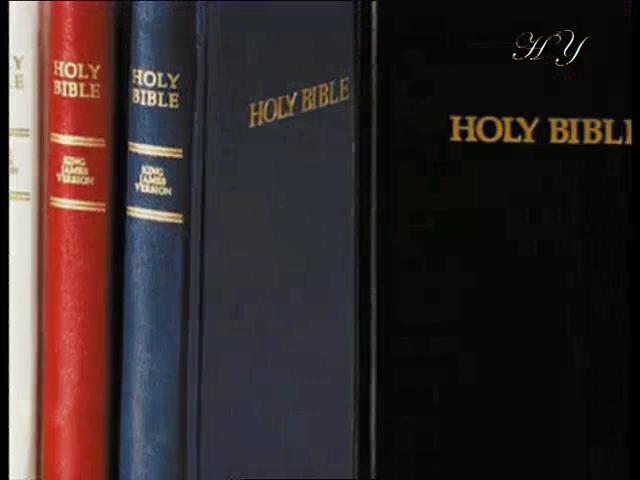 HY
HOLY
BIBLE
KING
JAMES
VERSION
HOLY
BIBLE
KING
JAMES
VERSION
HOLY BIBLE
HOLY BIBL